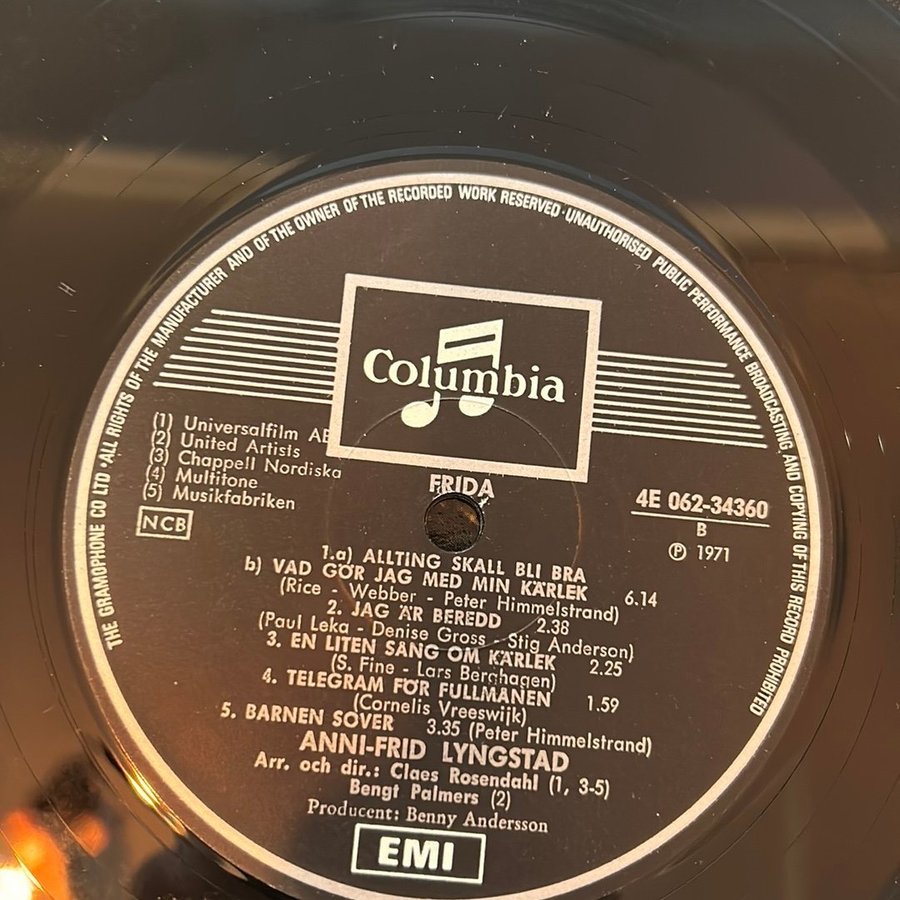 THE GRAMOPHONE CO LTD • ALL RIGHTS OF THE MANUFACTURER AND OF THE OWNER OF THE RECORDED WORK RESERVED · UNAUTHORISED PUBLIC PERFORMANCE BROADCASTING AND COPYING OF THIS RECORD PROHIBITED
Columbia
(1) Universalfilm AB
(2) United Artists
(3) Chappell Nordiska
(4) Multitone
(5) Musikfabriken
NCB
FRIDA
4E 062-34360
B
Ⓟ 1971
1.a) ALLTING SKALL BLI BRA
b) VAD GÖR JAG MED MIN KÄRLEK 6.14
(Rice - Webber - Peter Himmelstrand)
2. JAG ÄR BEREDD 2.38
(Paul Leka - Denise Gross - Stig Anderson)
3. EN LITEN SÅNG OM KÄRLEK 2.25
(S. Fine - Lars Berghagen)
4. TELEGRAM FÖR FULLMÅNEN 1.59
(Cornelis Vreeswijk)
5. BARNEN SOVER 3.35 (Peter Himmelstrand)
ANNI-FRID LYNGSTAD
Arr. och dir.: Claes Rosendahl (1, 3-5)
Bengt Palmers (2)
Producent: Benny Andersson
EMI